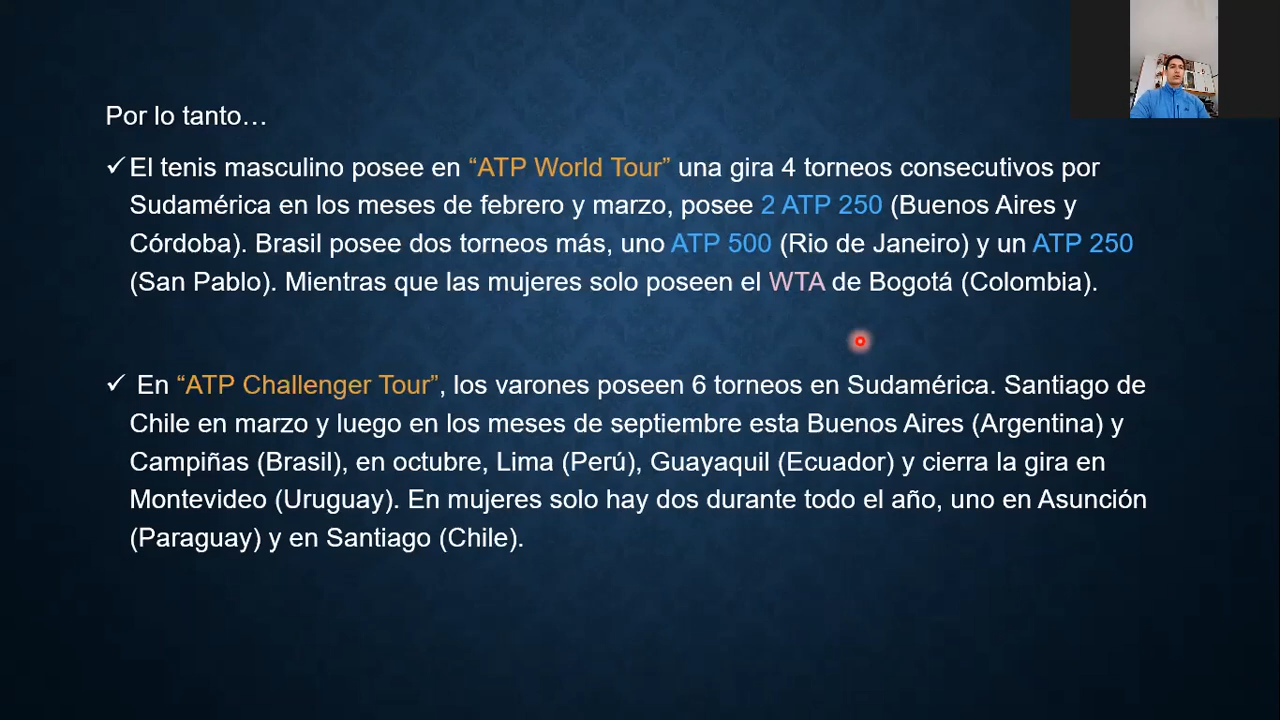 Por lo tanto…
✓El tenis masculino posee en “ATP World Tour” una gira 4 torneos consecutivos por
Sudamérica en los meses de febrero y marzo, posee 2 ATP 250 (Buenos Aires y
Córdoba). Brasil posee dos torneos más, uno ATP 500 (Rio de Janeiro) y un ATP 250
(San Pablo). Mientras que las mujeres solo poseen el WTA de Bogotá (Colombia).
✓ En “ATP Challenger Tour”, los varones poseen 6 torneos en Sudamérica. Santiago de
Chile en marzo y luego en los meses de septiembre esta Buenos Aires (Argentina) y
Campiñas (Brasil), en octubre, Lima (Perú), Guayaquil (Ecuador) y cierra la gira en
Montevideo (Uruguay). En mujeres solo hay dos durante todo el año, uno en Asunción
(Paraguay) y en Santiago (Chile).